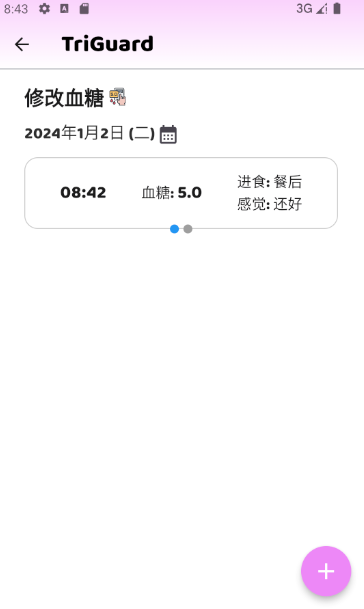 8:43 3G
TriGuard
修改血糖
2024年1月2日 (二)
08:42 血糖: 5.0 进食: 餐后
感觉: 还好